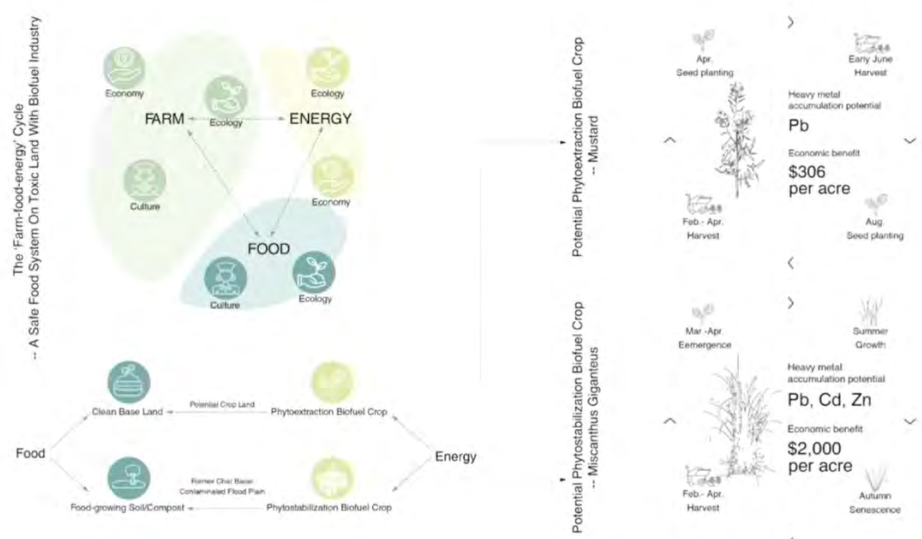 The 'Farm-food-energy' Cycle
-- A Safe Food System On Toxic Land With Biofuel Industry
Economy
Ecology
Ecology
FARM
ENERGY
Culture
Economy
FOOD
Culture
Ecology
Food
Clean Base Land
Potential Crop Land
Phytoextraction Biofuel Crop
Energy
Food-growing Soil/Compost
Former Chat Base/
Contaminated Flood Plain
Phytostabilization Biofuel Crop
Potential Phytoextraction Biofuel Crop
-- Mustard
Apr.
Seed planting
Early June
Harvest
Heavy metal
accumulation potential
Pb
Economic benefit
$306
per acre
Feb.- Apr.
Harvest
Aug.
Seed planting
Potential Phytostabilization Biofuel Crop
-- Miscanthus Giganteus
Mar -Apr.
Eemergence
Summer
Growth
Heavy metal
accumulation potential
Pb, Cd, Zn
Economic benefit
$2,000
per acre
Feb.- Apr.
Harvest
Autumn
Senescence